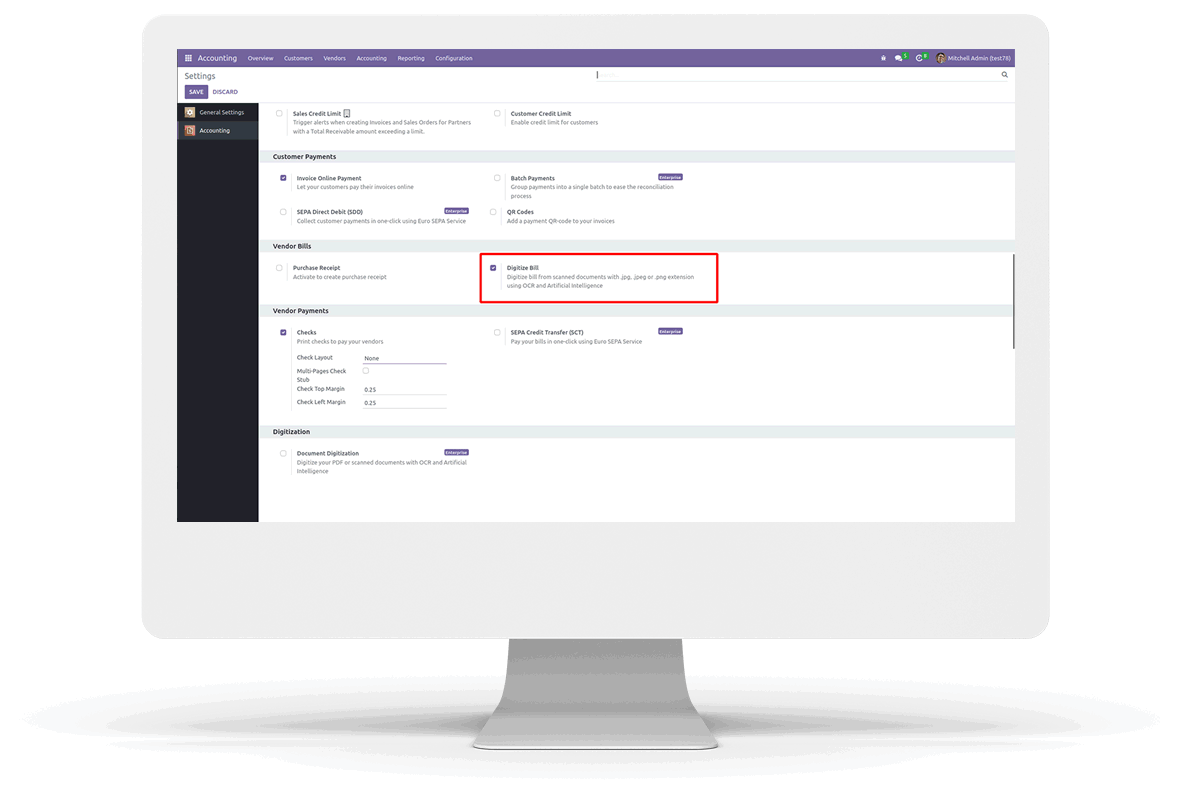 Accounting Overview Customers Vendors Accounting Reporting Configuration 5 8 Mitchell Admin (test78)
Settings
SAVE DISCARD
General Settings
Accounting
Sales Credit Limit
Trigger alerts when creating Invoices and Sales Orders for Partners
with a Total Receivable amount exceeding a limit.
Customer Credit Limit
Enable credit limit for customers
Customer Payments
Invoice Online Payment
Let your customers pay their invoices online
Batch Payments Enterprise
Group payments into a single batch to ease the reconciliation
process
SEPA Direct Debit (SDD) Enterprise
Collect customer payments in one-click using Euro SEPA Service
QR Codes
Add a payment QR-code to your invoices
Vendor Bills
Purchase Receipt
Activate to create purchase receipt
Digitize Bill
Digitize bill from scanned documents with .jpg, .jpeg or .png extension
using OCR and Artificial Intelligence
Vendor Payments
Checks
Print checks to pay your vendors
Check Layout None
Multi-Pages Check
Stub
Check Top Margin 0.25
Check Left Margin 0.25
SEPA Credit Transfer (SCT) Enterprise
Pay your bills in one-click using Euro SEPA Service
Digitization
Document Digitization Enterprise
Digitize your PDF or scanned documents with OCR and Artificial
Intelligence